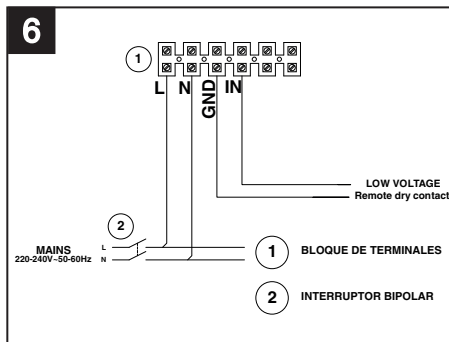 6
1
L N GND IN
LOW VOLTAGE
Remote dry contact
2
MAINS
220-240V~50-60Hz
L
N
1 BLOQUE DE TERMINALES
2 INTERRUPTOR BIPOLAR